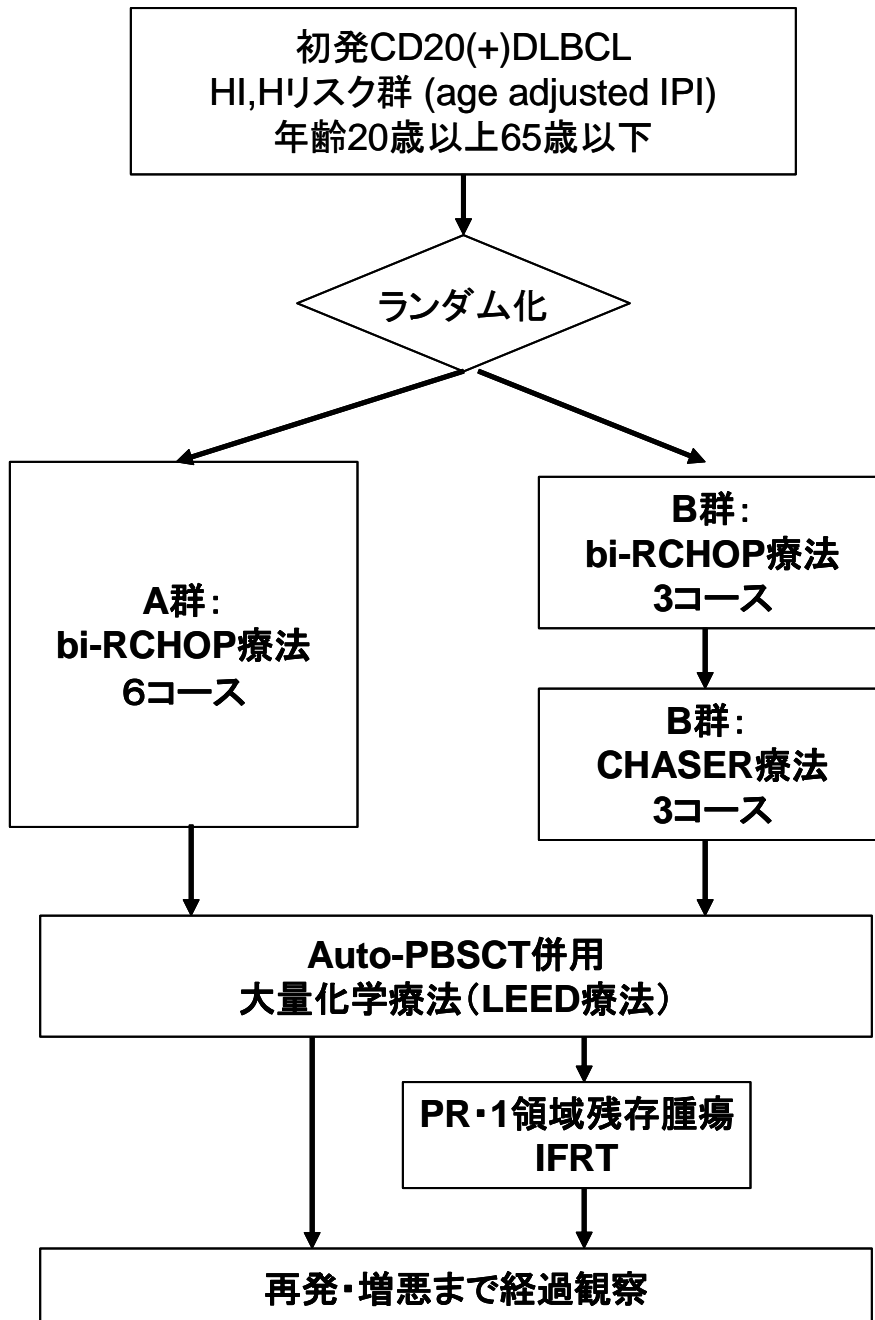 初発CD20(+)DLBCL
HI,Hリスク群 (age adjusted IPI)
年齢20歳以上65歳以下
ランダム化
A群：
bi-RCHOP療法
６コース
B群：
bi-RCHOP療法
3コース
B群：
CHASER療法
3コース
Auto-PBSCT併用
大量化学療法（LEED療法）
PR・1領域残存腫瘍
IFRT
再発・増悪まで経過観察